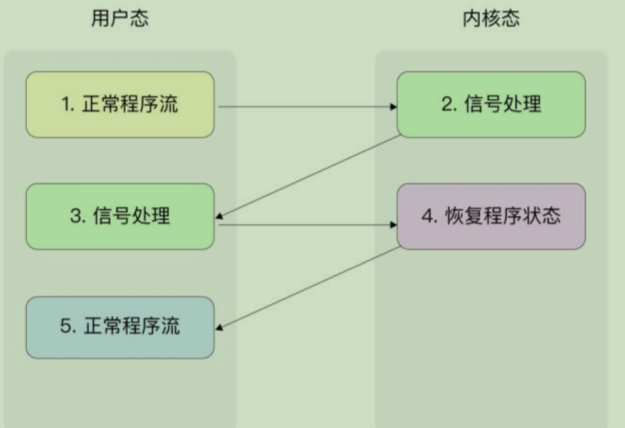 用户态
内核态
1. 正常程序流
2. 信号处理
3. 信号处理
4. 恢复程序状态
5. 正常程序流